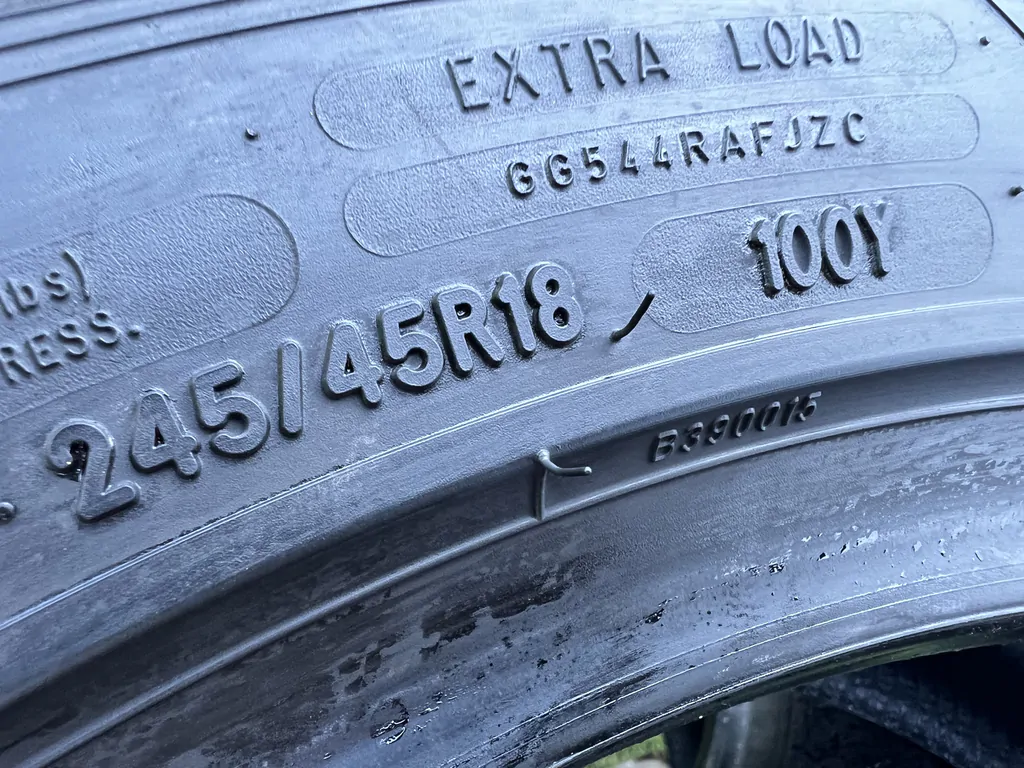 EXTRA LOAD
GG544RAFJZC
lbs)
RESS.
245/45R18 100Y
B390015